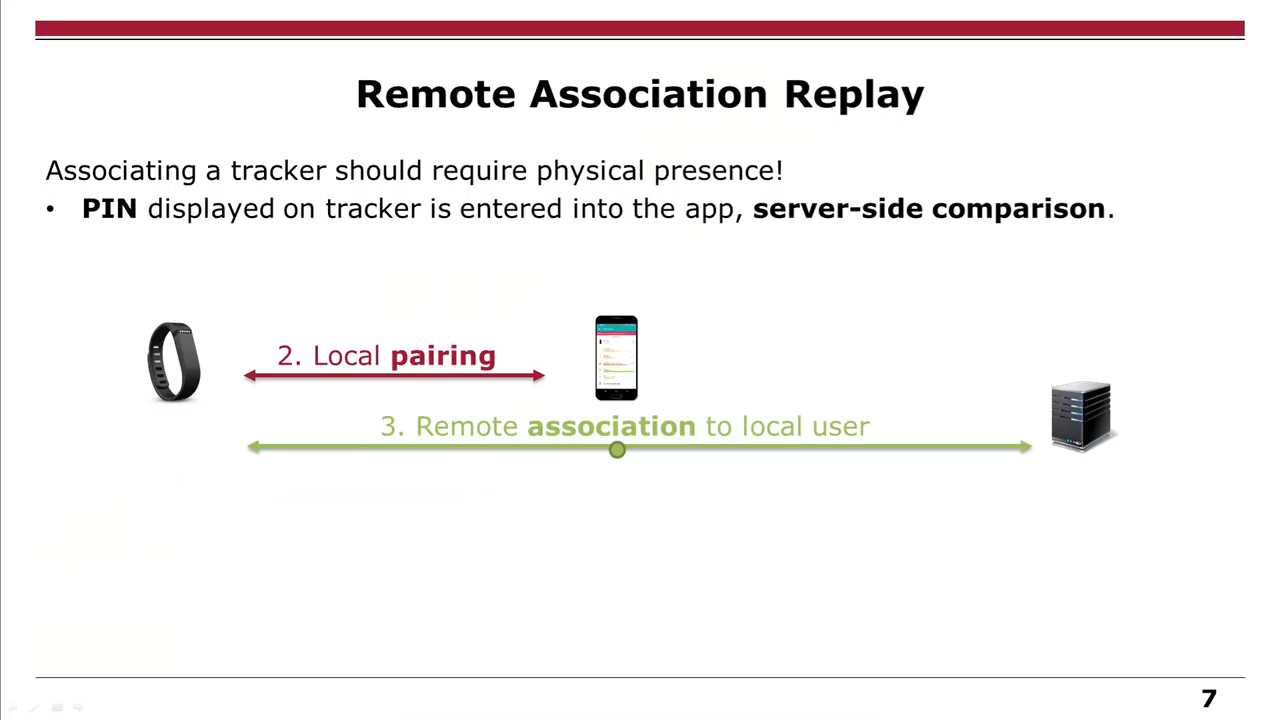 Remote Association Replay
Associating a tracker should require physical presence!
• PIN displayed on tracker is entered into the app, server-side comparison.
2. Local pairing
3. Remote association to local user
7